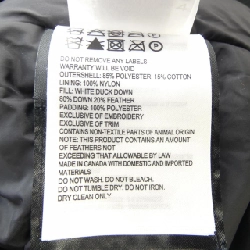 DO NOT REMOVE ANY LABELS
WARRANTY WILL BE VOID
OUTERSHELL: 85% POLYESTER 15% COTTON
LINING: 100% NYLON
FILL: WHITE DUCK DOWN
80% DOWN 20% FEATHER
PADDING: 100% POLYESTER
EXCLUSIVE OF EMBROIDERY
EXCLUSIVE OF TRIM
CONTAINS NON-TEXTILE PARTS OF ANIMAL ORIGIN
NOTE: THIS PRODUCT CONTAINS AN AMOUNT
OF FEATHERS NOT
EXCEEDING THAT ALLOWABLE BY LAW
MADE IN CANADA WITH DOMESTIC AND IMPORTED
MATERIALS
DO NOT WASH. DO NOT BLEACH.
DO NOT TUMBLE DRY. DO NOT IRON.
DRY CLEAN ONLY